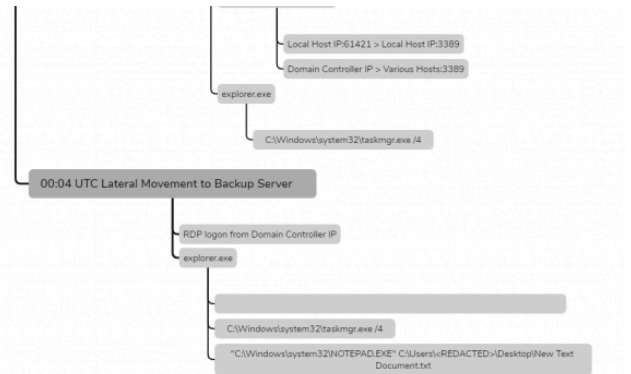 Local Host IP:61421 > Local Host IP:3389
Domain Controller IP > Various Hosts:3389
explorer.exe
C:\Windows\system32\taskmgr.exe /4
00:04 UTC Lateral Movement to Backup Server
RDP logon from Domain Controller IP
explorer.exe
C:\Windows\system32\taskmgr.exe /4
"C:\Windows\system32\NOTEPAD.EXE" C:\Users\<REDACTED>\Desktop\New Text
Document.txt